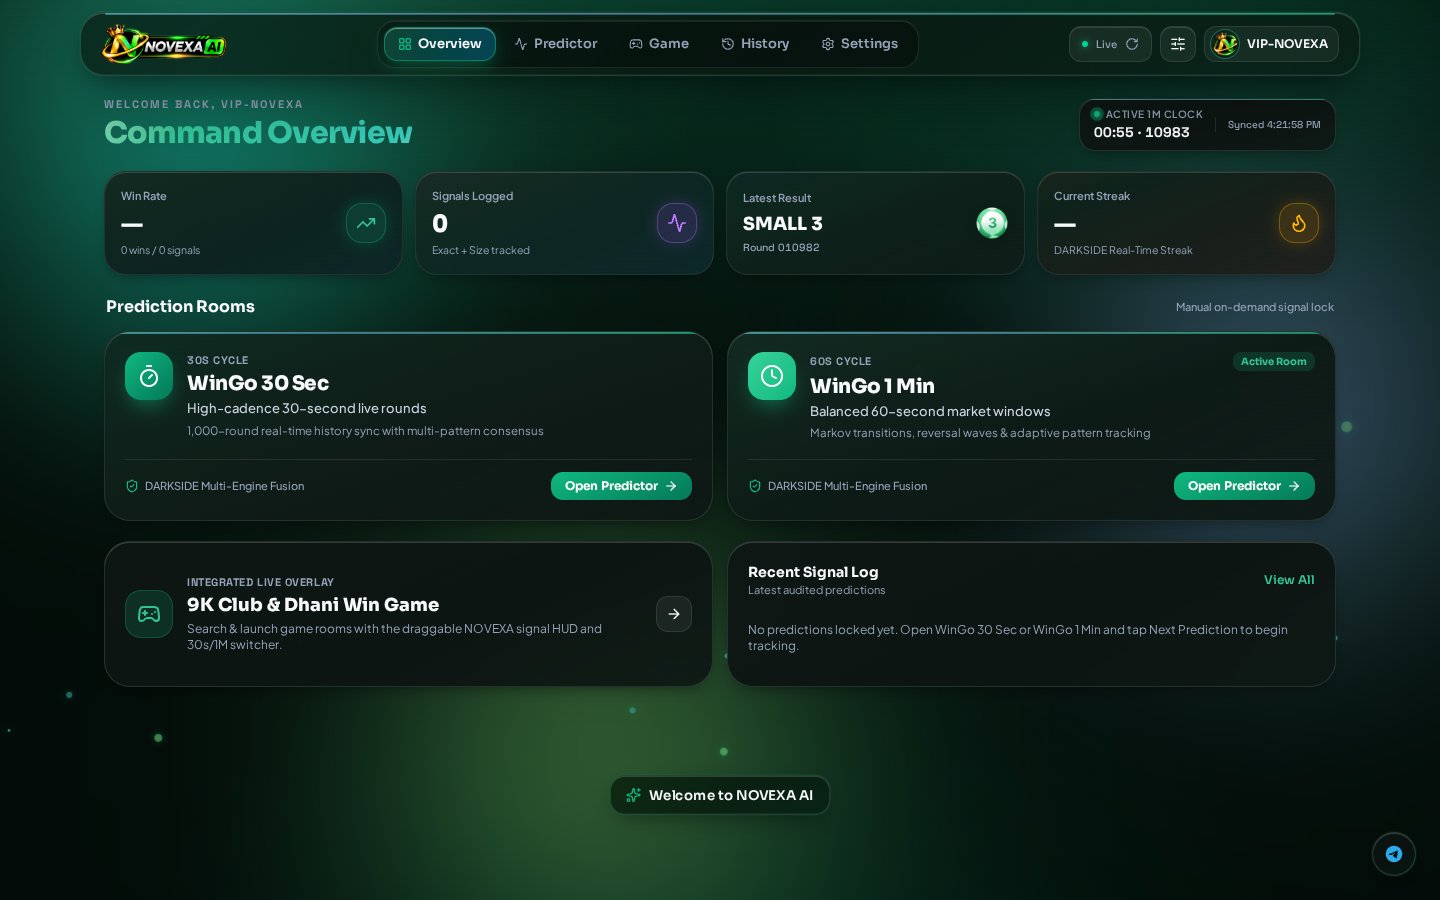 NOVEXA AI
Overview
Predictor
Game
History
Settings
Live
VIP-NOVEXA
WELCOME BACK, VIP-NOVEXA
Command Overview
ACTIVE 1M CLOCK
00:55 · 10983
Synced 4:21:58 PM
Win Rate
—
0 wins / 0 signals
Signals Logged
0
Exact + Size tracked
Latest Result
SMALL 3
Round 010982
3
Current Streak
—
DARKSIDE Real-Time Streak
Prediction Rooms
Manual on-demand signal lock
30S CYCLE
WinGo 30 Sec
High-cadence 30-second live rounds
1,000-round real-time history sync with multi-pattern consensus
DARKSIDE Multi-Engine Fusion
Open Predictor
60S CYCLE
Active Room
WinGo 1 Min
Balanced 60-second market windows
Markov transitions, reversal waves & adaptive pattern tracking
DARKSIDE Multi-Engine Fusion
Open Predictor
INTEGRATED LIVE OVERLAY
9K Club & Dhani Win Game
Search & launch game rooms with the draggable NOVEXA signal HUD and
30s/1M switcher.
Recent Signal Log
Latest audited predictions
View All
No predictions locked yet. Open WinGo 30 Sec or WinGo 1 Min and tap Next Prediction to begin
tracking.
Welcome to NOVEXA AI